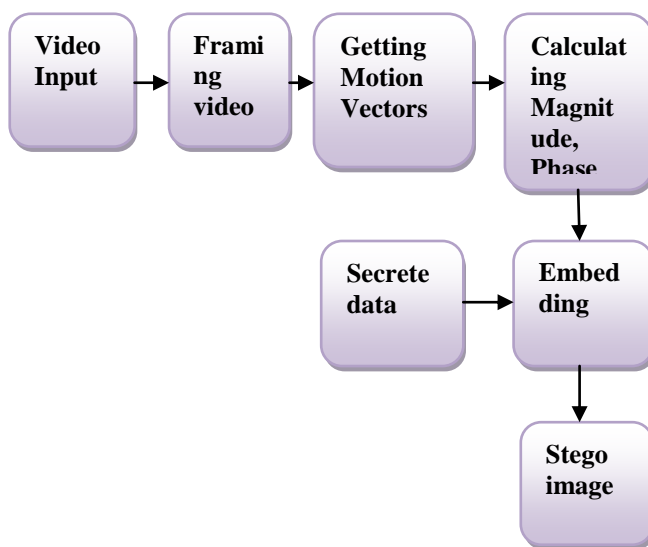 Video
Input
Frami
ng
video
Getting
Motion
Vectors
Calculat
ing
Magnit
ude,
Phase
Secrete
data
Embed
ding
Stego
image